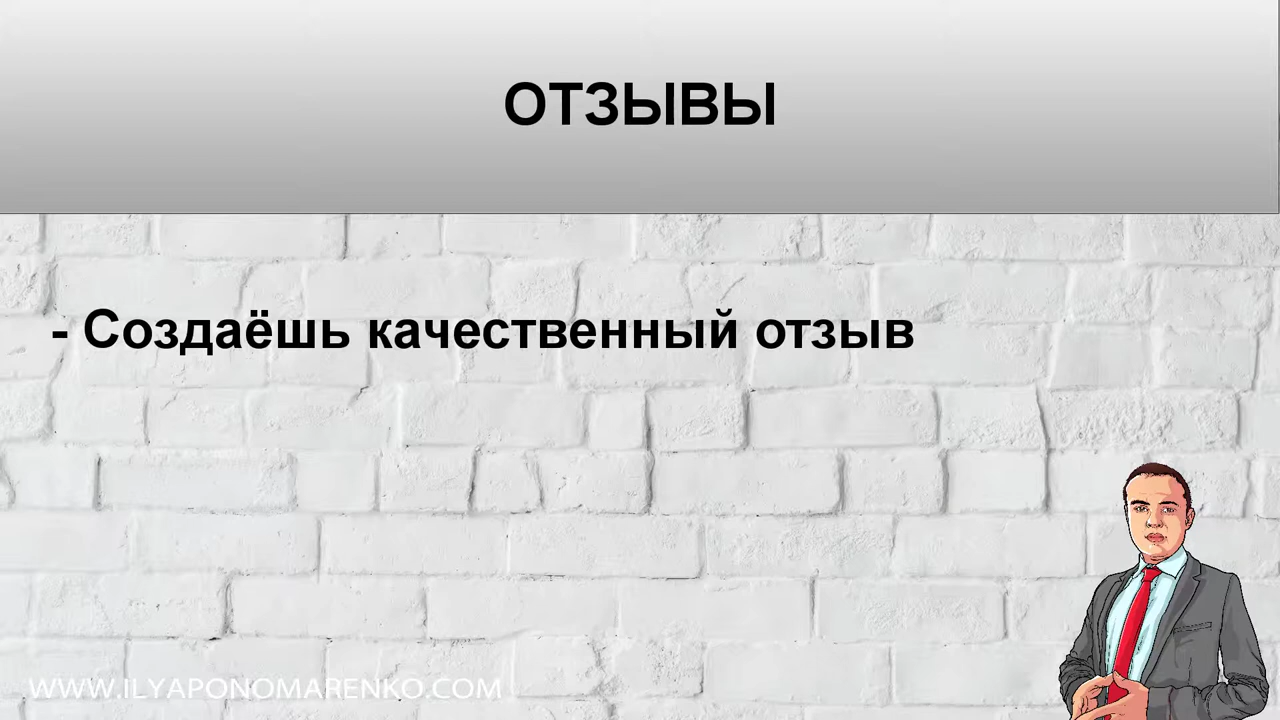 ОТЗЫВЫ
- Создаёшь качественный отзыв
WWW.ILYAPONOMARENKO.COM